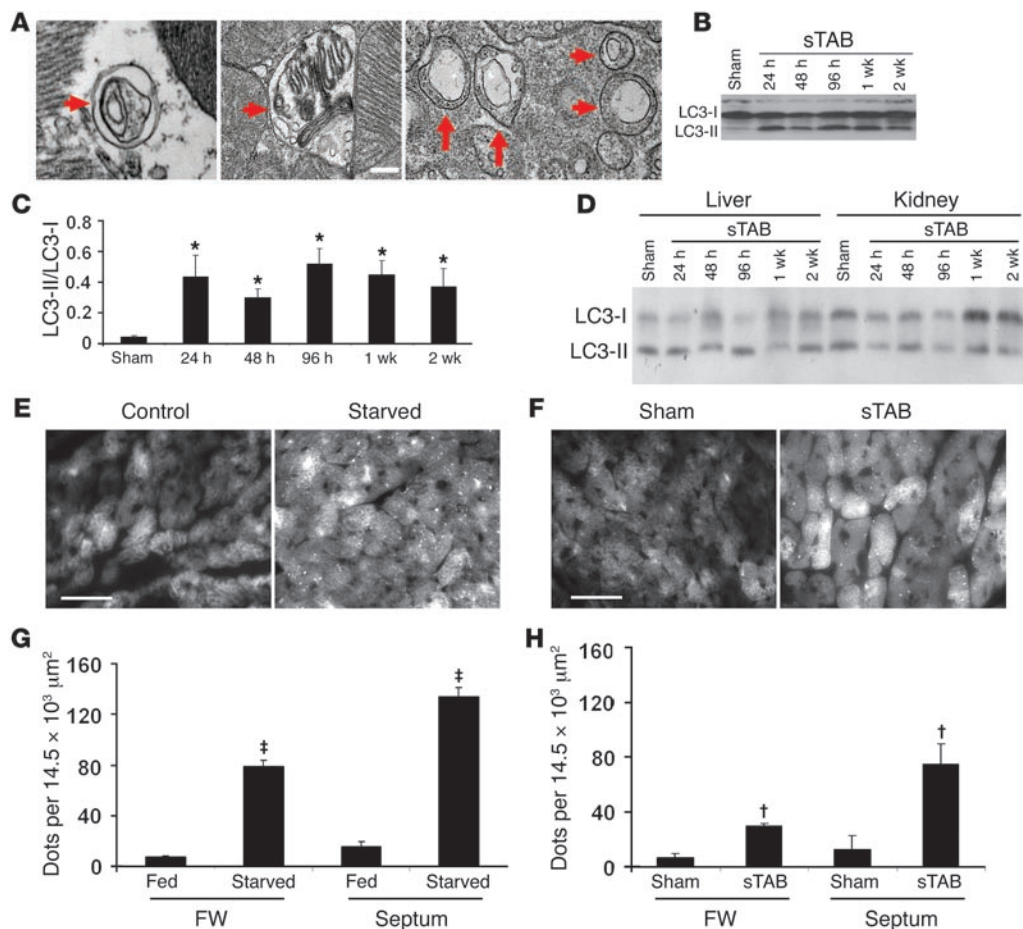 A
B
sTAB
Sham
24 h
48 h
96 h
1 wk
2 wk
LC3-I
LC3-II
C
LC3-II/LC3-I
0.8
0.6
0.4
0.2
0
*
*
*
*
*
Sham
24 h
48 h
96 h
1 wk
2 wk
D
Liver
Kidney
sTAB
sTAB
Sham
24 h
48 h
96 h
1 wk
2 wk
Sham
24 h
48 h
96 h
1 wk
2 wk
LC3-I
LC3-II
E
Control
Starved
F
Sham
sTAB
G
Dots per 14.5 × 10³ μm²
160
120
80
40
0
‡
‡
Fed
Starved
Fed
Starved
FW
Septum
H
Dots per 14.5 × 10³ μm²
160
120
80
40
0
†
†
Sham
sTAB
Sham
sTAB
FW
Septum